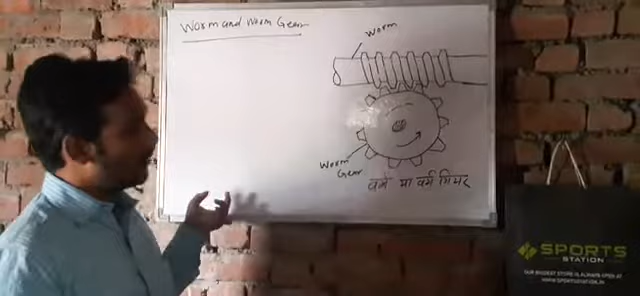 Worm and Worm Gear
Worm
Worm
Gear
वर्म या वर्म गियर
SPORTS
STATION